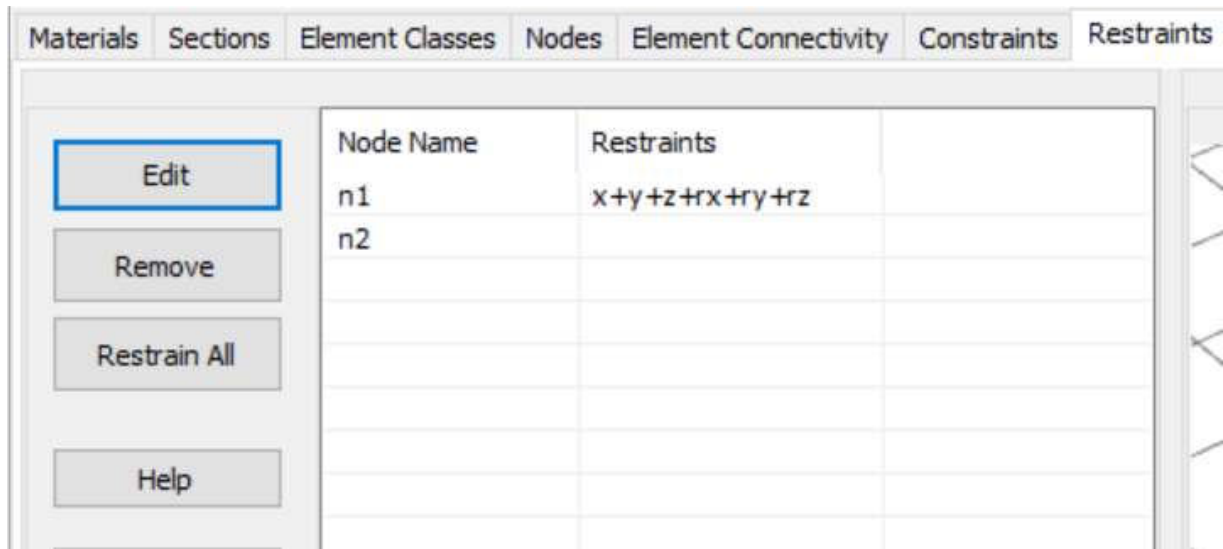 Materials Sections Element Classes Nodes Element Connectivity Constraints Restraints
Edit
Remove
Restrain All
Help
Node Name Restraints
n1 x+y+z+rx+ry+rz
n2